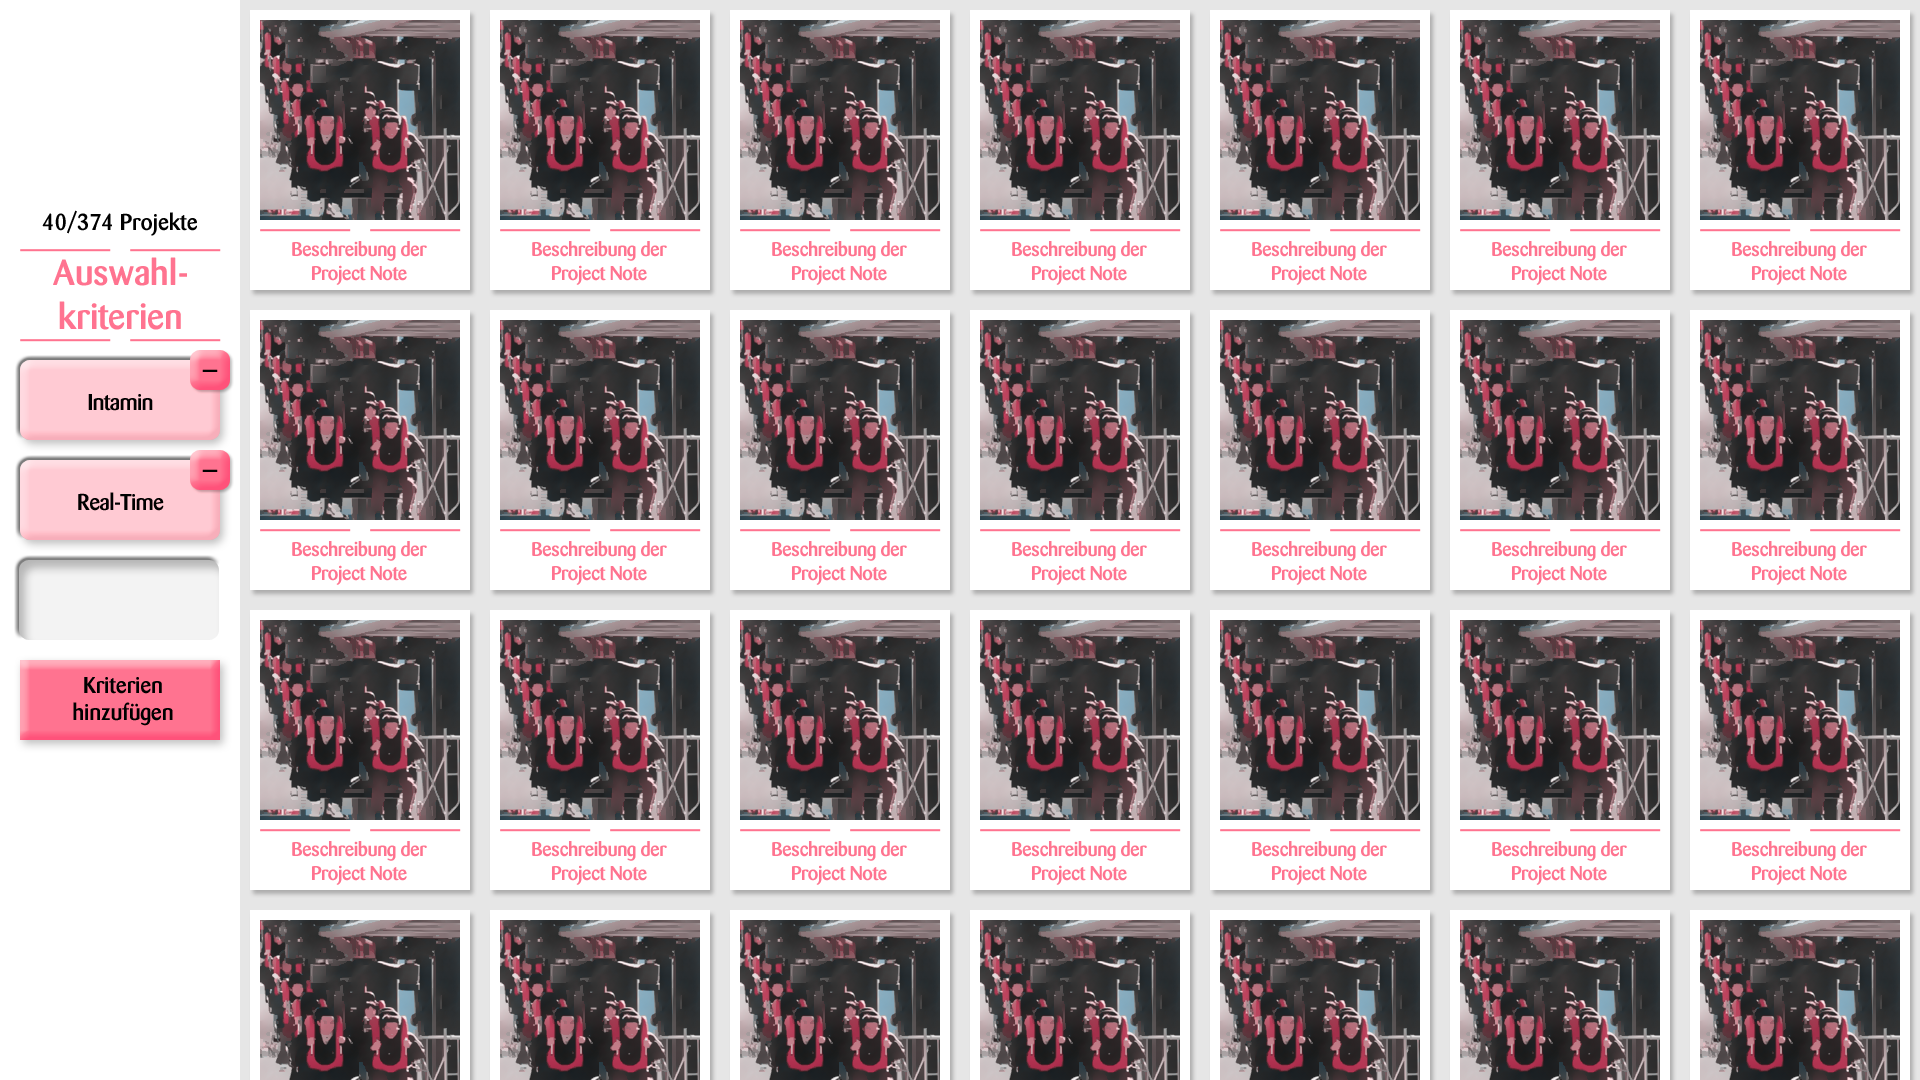 40/374 Projekte
Auswahl-
kriterien
–
Intamin
–
Real-Time
Kriterien
hinzufügen
Beschreibung der
Project Note
Beschreibung der
Project Note
Beschreibung der
Project Note
Beschreibung der
Project Note
Beschreibung der
Project Note
Beschreibung der
Project Note
Beschreibung der
Project Note
Beschreibung der
Project Note
Beschreibung der
Project Note
Beschreibung der
Project Note
Beschreibung der
Project Note
Beschreibung der
Project Note
Beschreibung der
Project Note
Beschreibung der
Project Note
Beschreibung der
Project Note
Beschreibung der
Project Note
Beschreibung der
Project Note
Beschreibung der
Project Note
Beschreibung der
Project Note
Beschreibung der
Project Note
Beschreibung der
Project Note